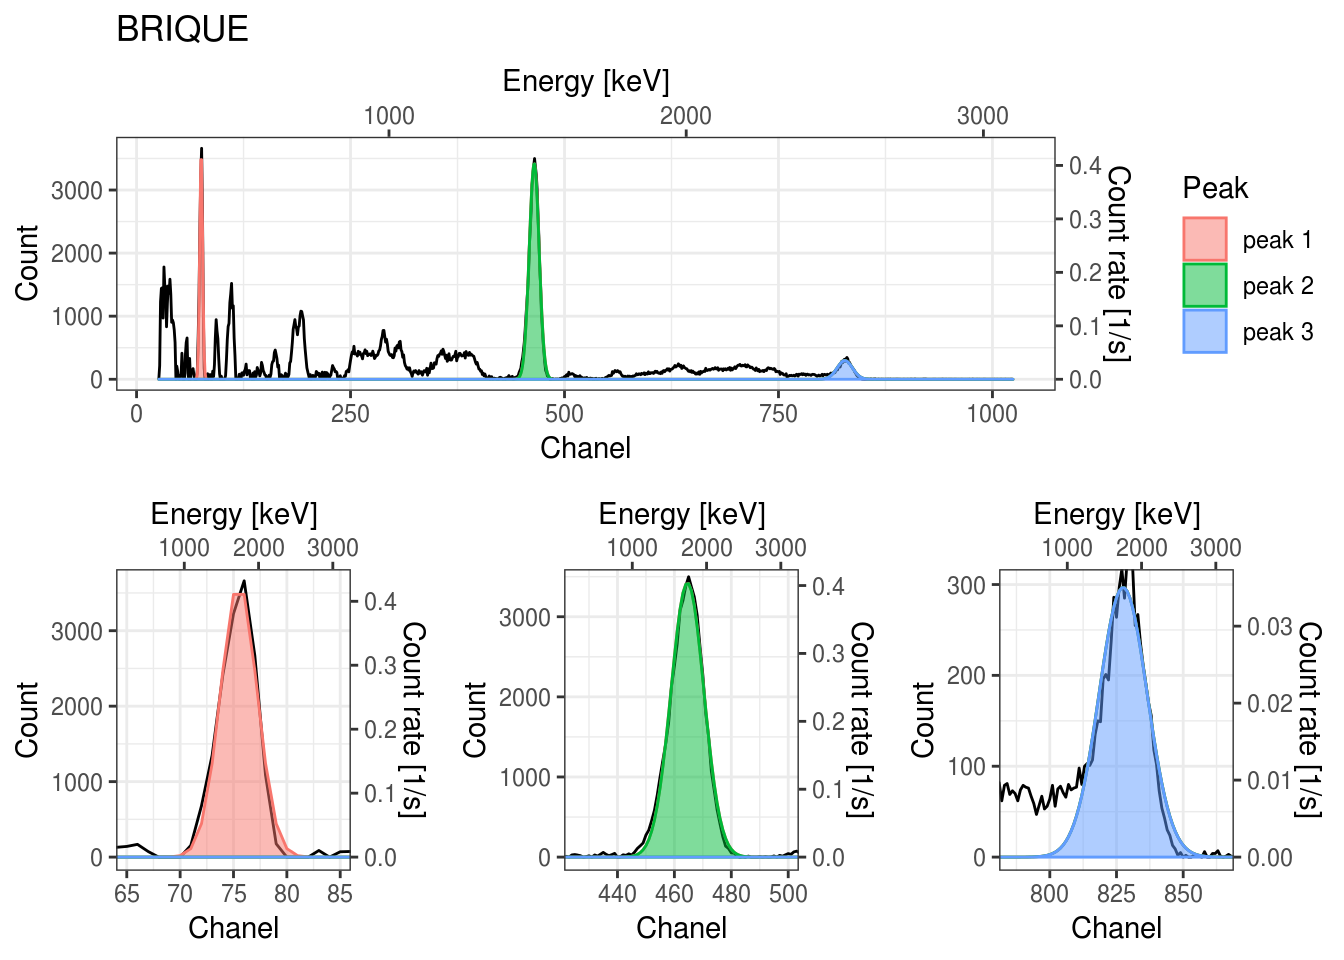 BRIQUE
Energy [keV]
1000 2000 3000
Count
3000
2000
1000
0
0.4
0.3
0.2
0.1
0.0
Count rate [1/s]
0 250 500 750 1000
Chanel
Peak
peak 1
peak 2
peak 3
Energy [keV]
1000 2000 3000
Count
3000
2000
1000
0
0.4
0.3
0.2
0.1
0.0
Count rate [1/s]
65 70 75 80 85
Chanel
Energy [keV]
1000 2000 3000
Count
3000
2000
1000
0
0.4
0.3
0.2
0.1
0.0
Count rate [1/s]
440 460 480 500
Chanel
Energy [keV]
1000 2000 3000
Count
300
200
100
0
0.03
0.02
0.01
0.00
Count rate [1/s]
800 825 850
Chanel